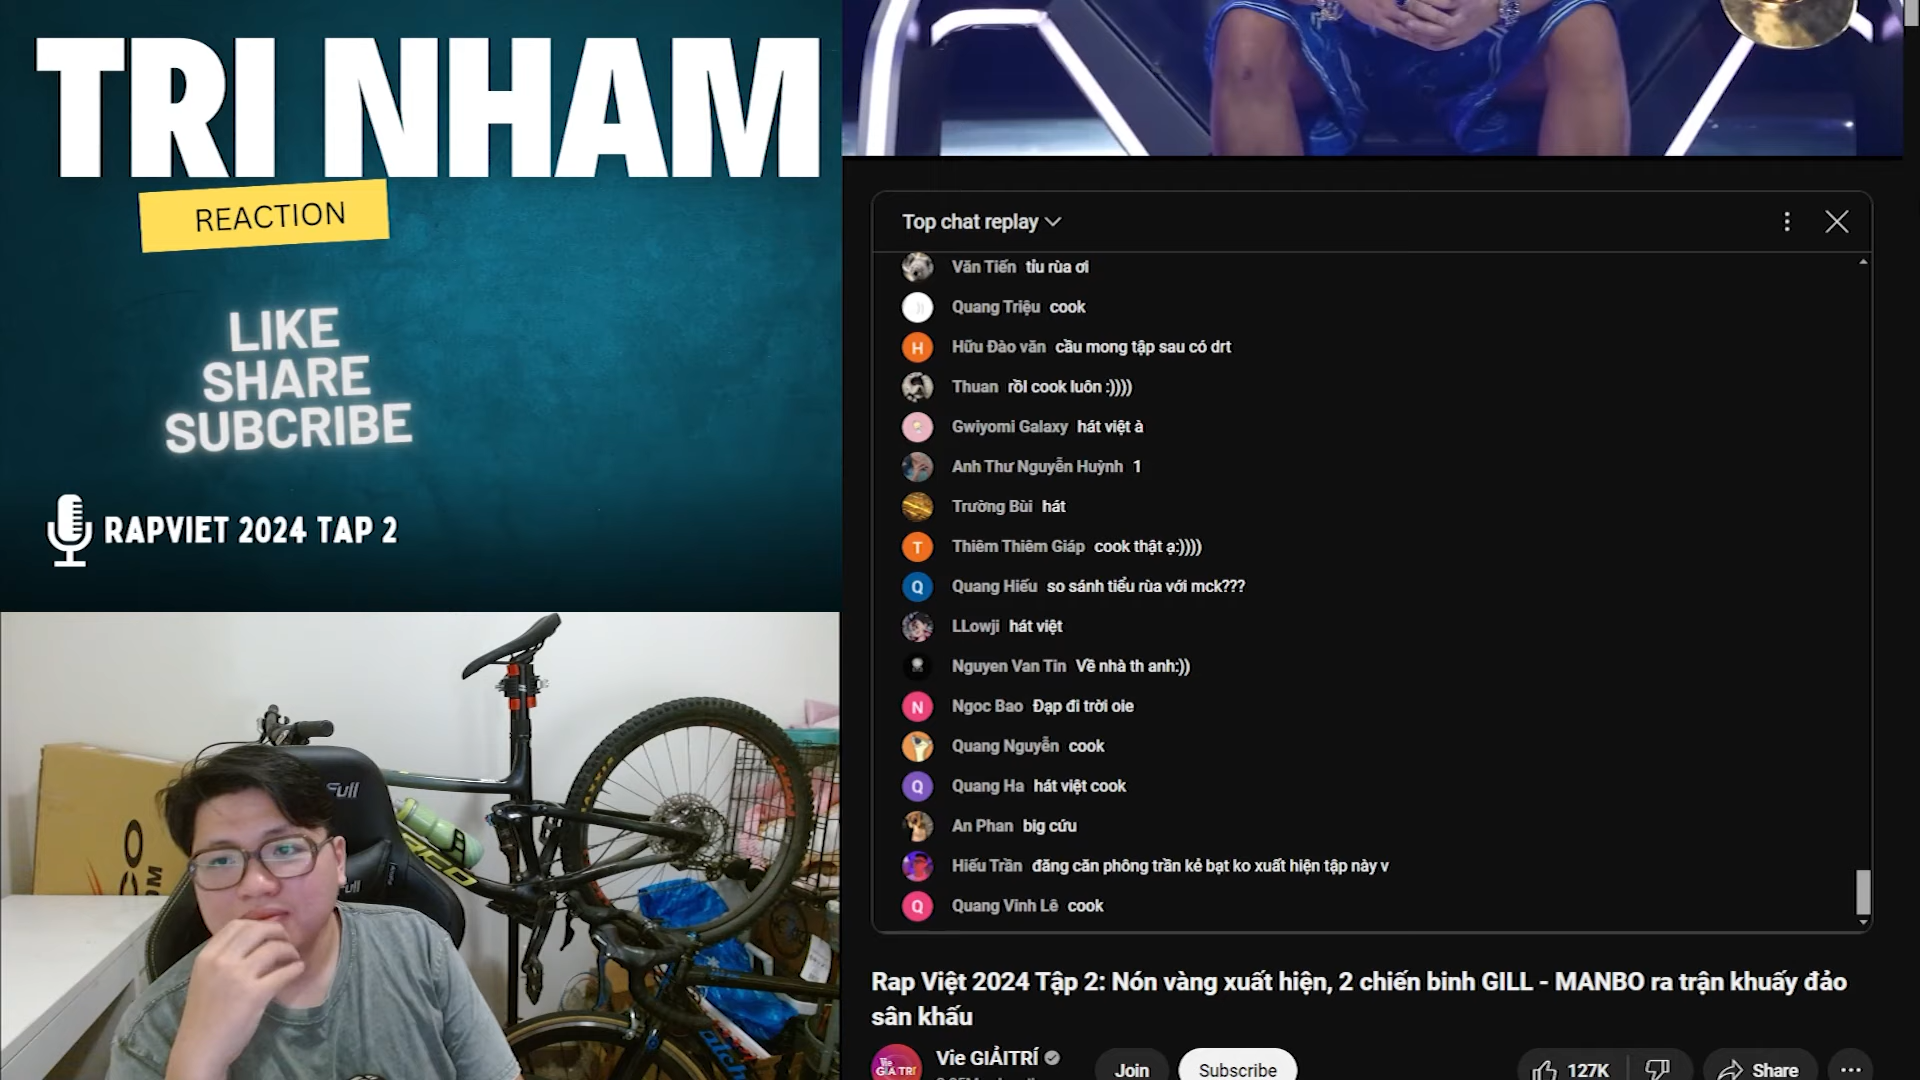 TRI NHAM
REACTION
LIKE
SHARE
SUBCRIBE
RAPVIET 2024 TAP 2
Top chat replay
Văn Tiến tỉu rùa ơi
Quang Triệu cook
Hữu Đào văn cầu mong tập sau có drt
Thuan rồI cook luôn :))))
Gwiyomi Galaxy hát việt à
Anh Thư Nguyễn Huỳnh 1
Trường Bùi hát
T Thiêm Thiêm Giáp cook thật ạ:))))
Q Quang Hiếu so sánh tiểu rùa với mck???
LLowji hát việt
Nguyen Van Tin Về nhà th anh:))
N Ngoc Bao Đạp đi trời oie
Quang Nguyễn cook
Q Quang Ha hát việt cook
An Phan big cứu
Hiếu Trần đăng căn phông trần kẻ bạt ko xuất hiện tập này v
Q Quang Vinh Lê cook
Rap Việt 2024 Tập 2: Nón vàng xuất hiện, 2 chiến binh GILL - MANBO ra trận khuấy đảo
sân khấu
Vie GIẢITRÍ
Join
Subscribe
127K
Share
Full
MAXXIS